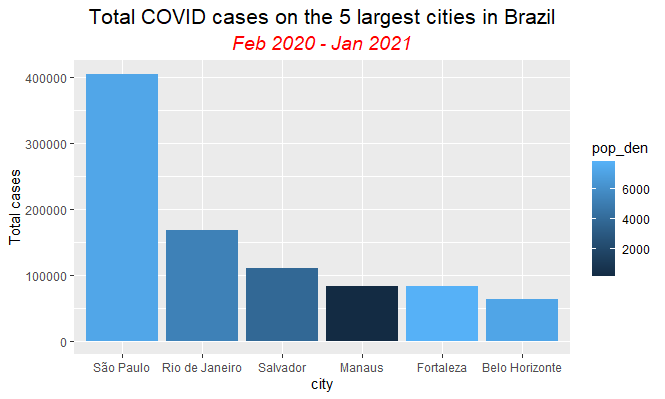 Total COVID cases on the 5 largest cities in Brazil
Feb 2020 - Jan 2021
400000
300000
200000
100000
0
Total cases
São Paulo Rio de Janeiro Salvador Manaus Fortaleza Belo Horizonte
city
pop_den
6000
4000
2000